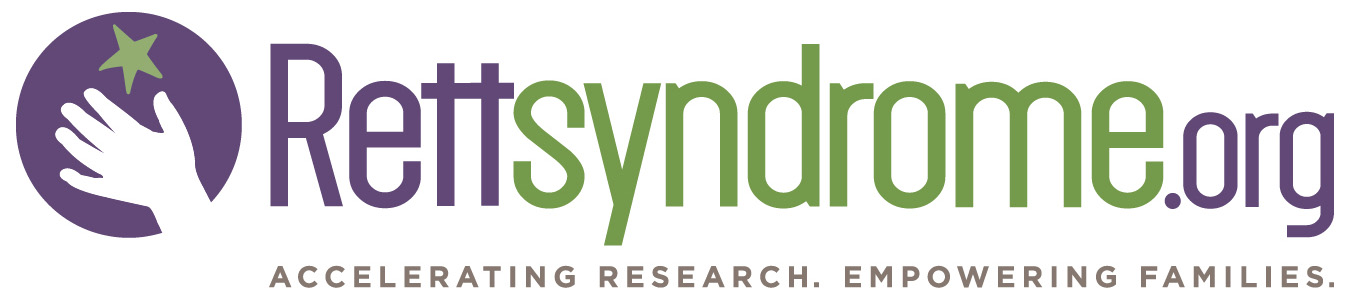 Rettsyndrome.org
ACCELERATING RESEARCH. EMPOWERING FAMILIES.